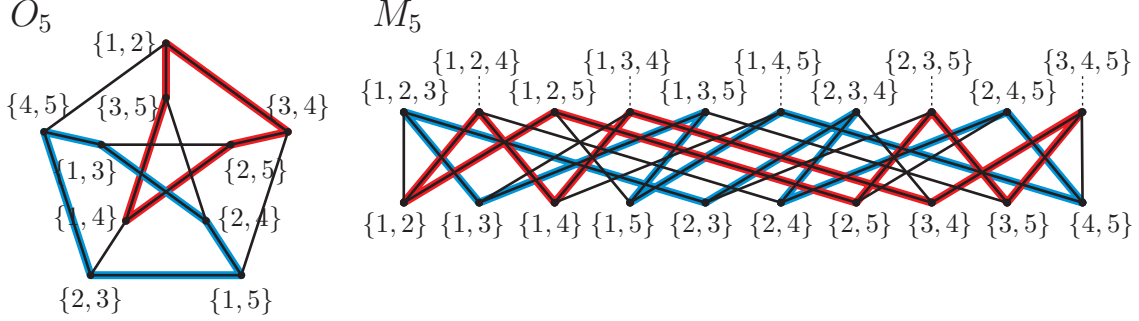 O5
{1, 2}
{4, 5}
{3, 5}
{3, 4}
{1, 3}
{2, 5}
{1, 4}
{2, 4}
{2, 3}
{1, 5}
M5
{1, 2, 4} {1, 3, 4} {1, 4, 5} {2, 3, 5} {3, 4, 5}
{1, 2, 3} {1, 2, 5} {1, 3, 5} {2, 3, 4} {2, 4, 5}
{1, 2} {1, 3} {1, 4} {1, 5} {2, 3} {2, 4} {2, 5} {3, 4} {3, 5} {4, 5}